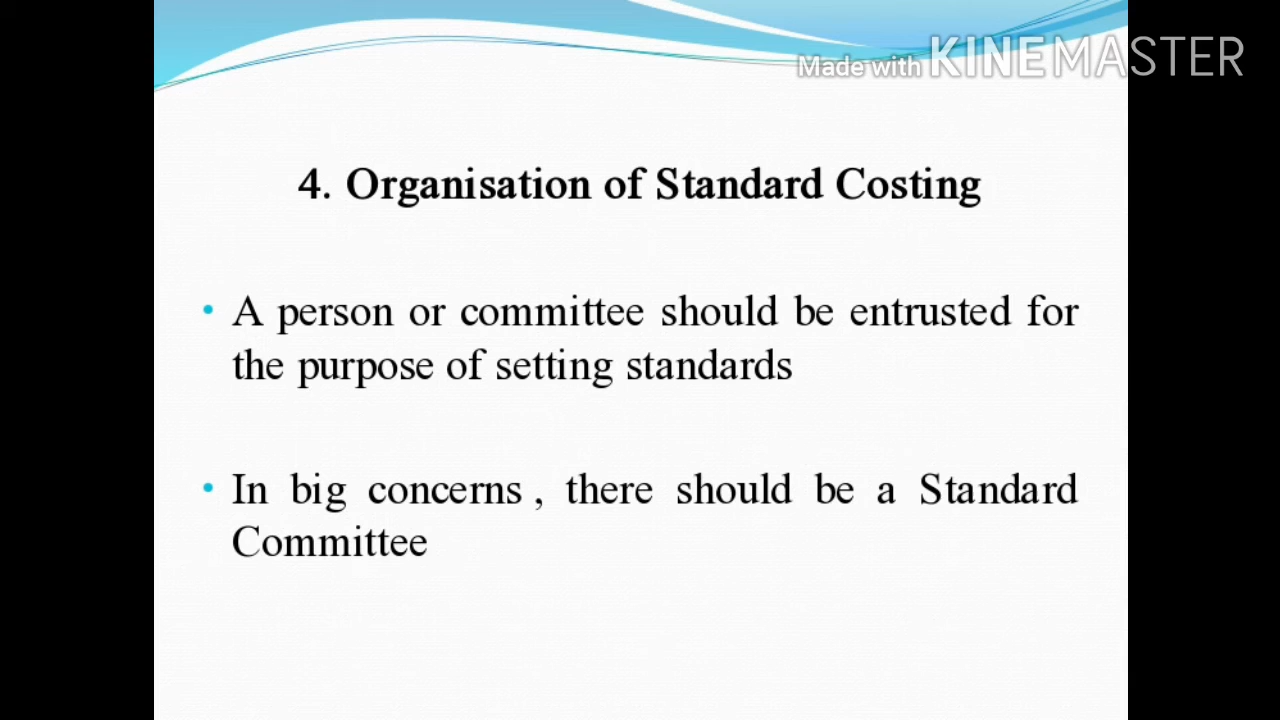 Made with KINEMASTER
4. Organisation of Standard Costing
• A person or committee should be entrusted for
the purpose of setting standards
• In big concerns , there should be a Standard
Committee